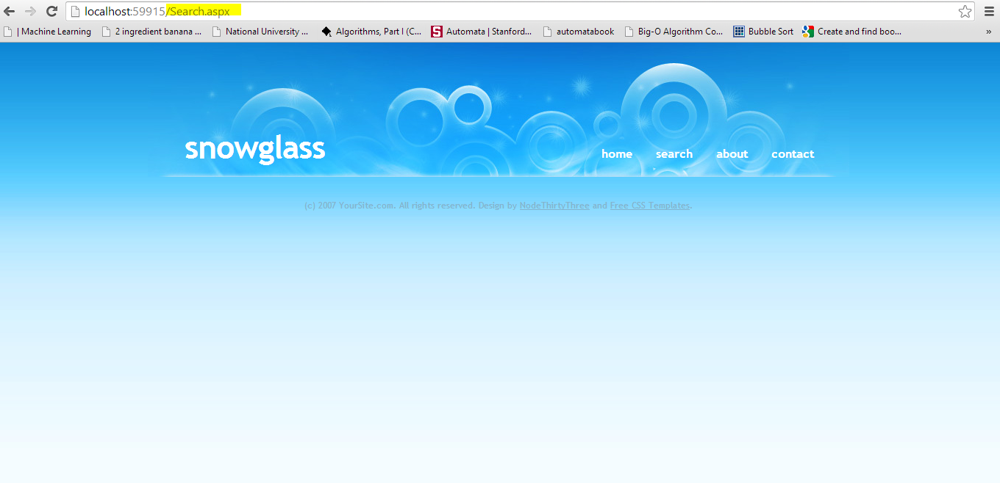 localhost:59915/Search.aspx
| Machine Learning
2 ingredient banana ...
National University ...
Algorithms, Part I (C...
Automata | Stanford...
automatabook
Big-O Algorithm Co...
Bubble Sort
Create and find boo...
»
snowglass
home search about contact
(c) 2007 YourSite.com. All rights reserved. Design by NodeThirtyThree and Free CSS Templates.